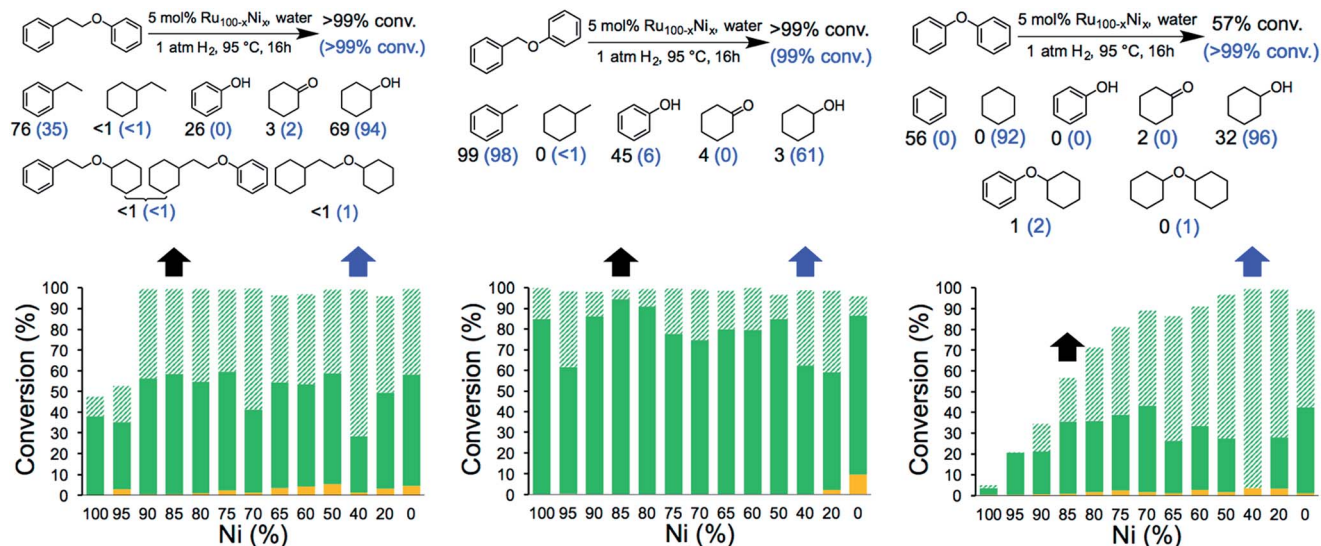 5 mol% Ru100-xNix, water
1 atm H2, 95 °C, 16h
>99% conv.
(>99% conv.)
O
OH
O
OH
76 (35)
<1 (<1)
26 (0)
3 (2)
69 (94)
O
O
O
<1 (<1)
<1 (1)
5 mol% Ru100-xNix, water
1 atm H2, 95 °C, 16h
>99% conv.
(99% conv.)
O
OH
O
OH
99 (98)
0 (<1)
45 (6)
4 (0)
3 (61)
5 mol% Ru100-xNix, water
1 atm H2, 95 °C, 16h
57% conv.
(>99% conv.)
O
OH
O
OH
56 (0)
0 (92)
0 (0)
2 (0)
32 (96)
O
O
1 (2)
0 (1)
Conversion (%)
100
90
80
70
60
50
40
30
20
10
0
100 95 90 85 80 75 70 65 60 50 40 20 0
Ni (%)
Conversion (%)
100
90
80
70
60
50
40
30
20
10
0
100 95 90 85 80 75 70 65 60 50 40 20 0
Ni (%)
Conversion (%)
100
90
80
70
60
50
40
30
20
10
0
100 95 90 85 80 75 70 65 60 50 40 20 0
Ni (%)